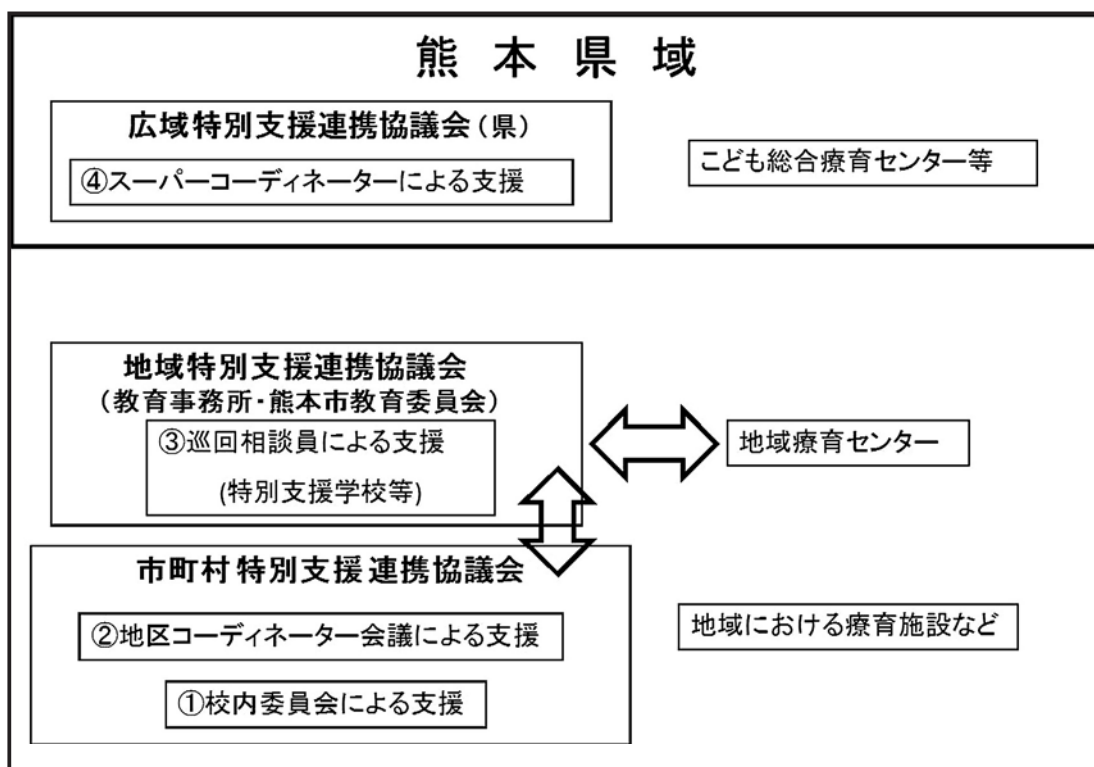 熊本県域
広域特別支援連携協議会(県)
④スーパーコーディネーターによる支援
こども総合療育センター等
地域特別支援連携協議会
(教育事務所・熊本市教育委員会)
③巡回相談員による支援
(特別支援学校等)
地域療育センター
市町村特別支援連携協議会
②地区コーディネーター会議による支援
①校内委員会による支援
地域における療育施設など